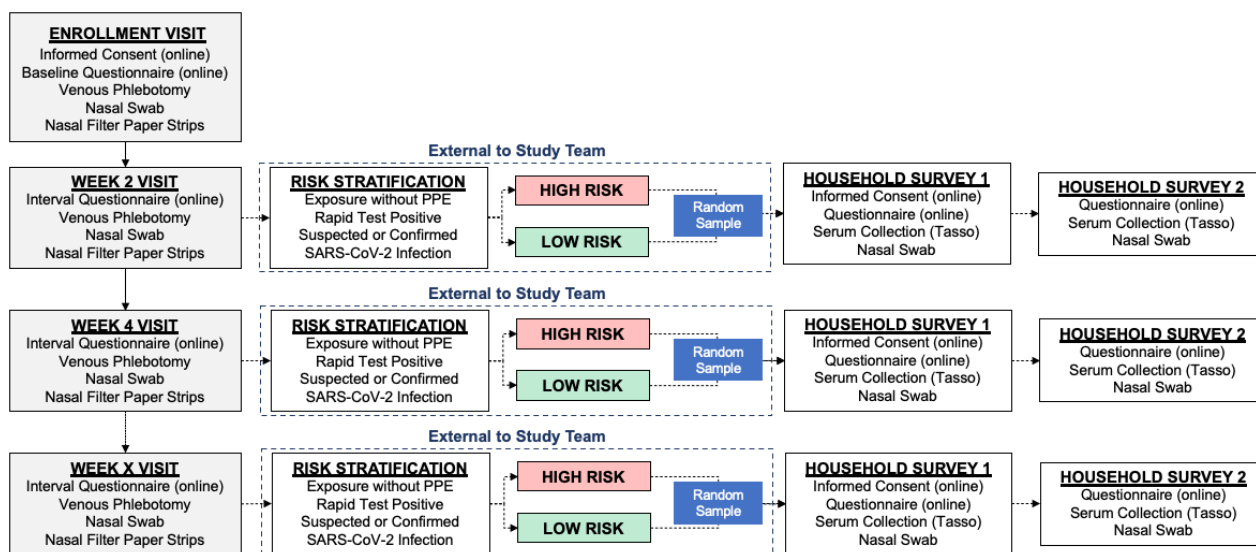 ENROLLMENT VISIT
Informed Consent (online)
Baseline Questionnaire (online)
Venous Phlebotomy
Nasal Swab
Nasal Filter Paper Strips
External to Study Team
WEEK 2 VISIT
Interval Questionnaire (online)
Venous Phlebotomy
Nasal Swab
Nasal Filter Paper Strips
RISK STRATIFICATION
Exposure without PPE
Rapid Test Positive
Suspected or Confirmed
SARS-CoV-2 Infection
HIGH RISK
LOW RISK
Random
Sample
HOUSEHOLD SURVEY 1
Informed Consent (online)
Questionnaire (online)
Serum Collection (Tasso)
Nasal Swab
HOUSEHOLD SURVEY 2
Questionnaire (online)
Serum Collection (Tasso)
Nasal Swab
External to Study Team
WEEK 4 VISIT
Interval Questionnaire (online)
Venous Phlebotomy
Nasal Swab
Nasal Filter Paper Strips
RISK STRATIFICATION
Exposure without PPE
Rapid Test Positive
Suspected or Confirmed
SARS-CoV-2 Infection
HIGH RISK
LOW RISK
Random
Sample
HOUSEHOLD SURVEY 1
Informed Consent (online)
Questionnaire (online)
Serum Collection (Tasso)
Nasal Swab
HOUSEHOLD SURVEY 2
Questionnaire (online)
Serum Collection (Tasso)
Nasal Swab
External to Study Team
WEEK X VISIT
Interval Questionnaire (online)
Venous Phlebotomy
Nasal Swab
Nasal Filter Paper Strips
RISK STRATIFICATION
Exposure without PPE
Rapid Test Positive
Suspected or Confirmed
SARS-CoV-2 Infection
HIGH RISK
LOW RISK
Random
Sample
HOUSEHOLD SURVEY 1
Informed Consent (online)
Questionnaire (online)
Serum Collection (Tasso)
Nasal Swab
HOUSEHOLD SURVEY 2
Questionnaire (online)
Serum Collection (Tasso)
Nasal Swab